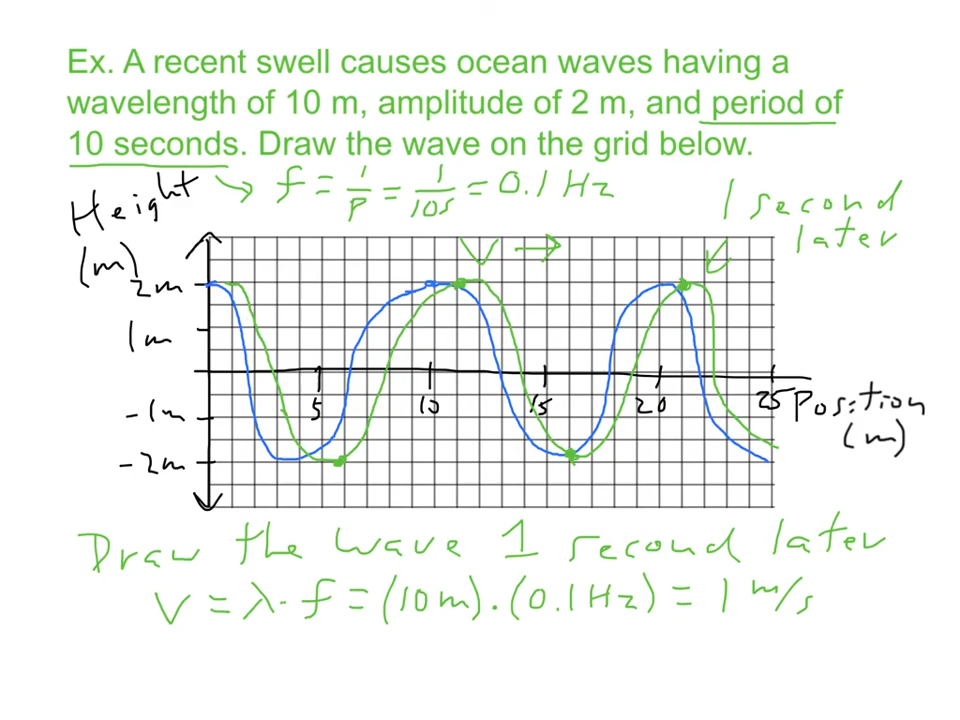 Ex. A recent swell causes ocean waves having a
wavelength of 10 m, amplitude of 2 m, and period of
10 seconds. Draw the wave on the grid below.
f = 1/P = 1/10s = 0.1 Hz
Height
(m)
1 second
later
V →
2m
1m
-1m
-2m
5
10
15
20
25
Position
(m)
Draw the wave 1 second later
V = λ · f = (10m) · (0.1Hz) = 1 m/s